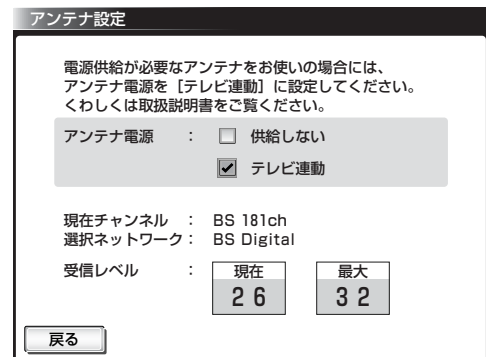 アンテナ設定
電源供給が必要なアンテナをお使いの場合には、
アンテナ電源を［テレビ連動］に設定してください。
くわしくは取扱説明書をご覧ください。
アンテナ電源 ： 供給しない
テレビ連動
現在チャンネル ： BS 181ch
選択ネットワーク： BS Digital
受信レベル ： 現在 最大
26 32
戻る